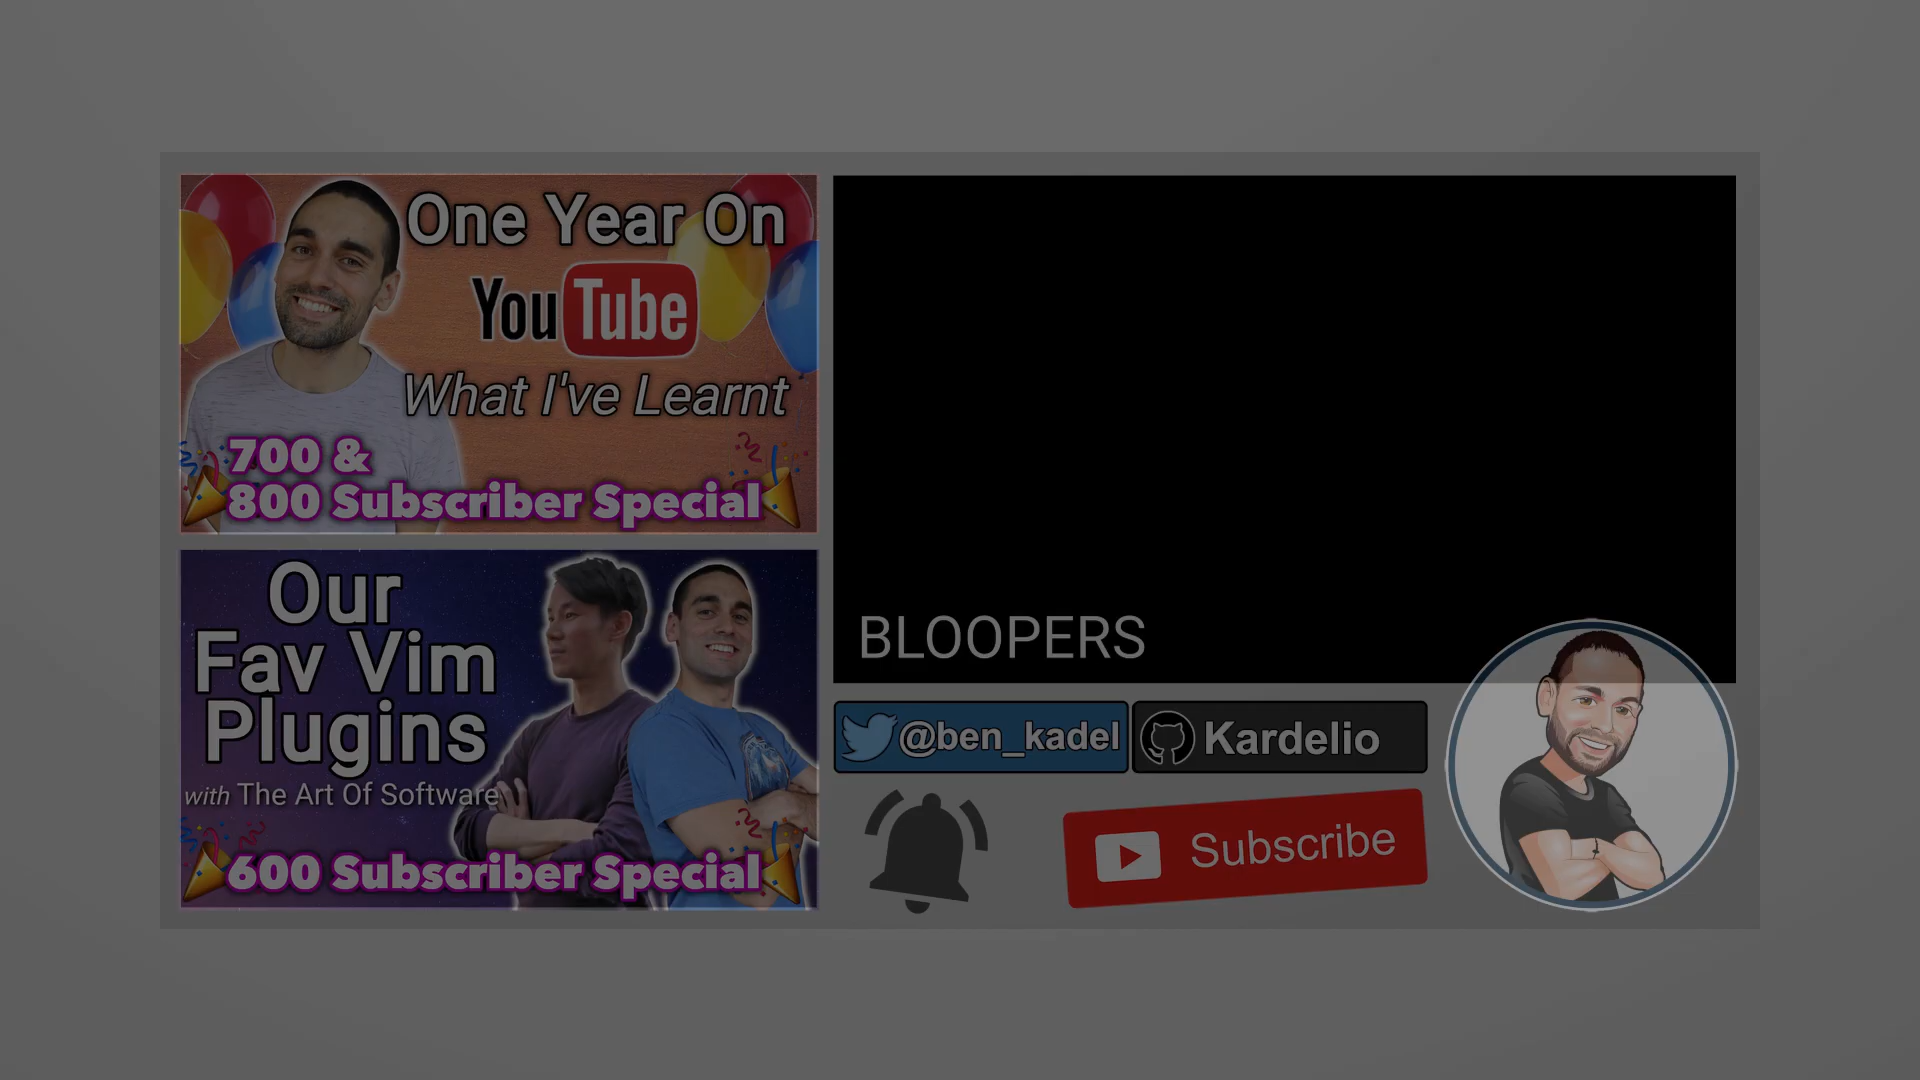 One Year On
YouTube
What I've Learnt
700 &
800 Subscriber Special
Our
Fav Vim
Plugins
with The Art Of Software
600 Subscriber Special
BLOOPERS
@ben_kadel
Kardelio
Subscribe